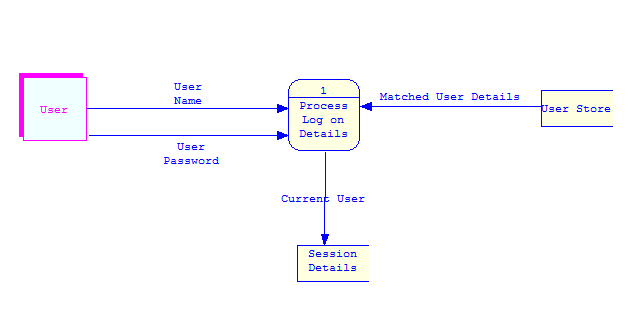 User
User
Name
User
Password
1
Process
Log on
Details
Matched User Details
User Store
Current User
Session
Details